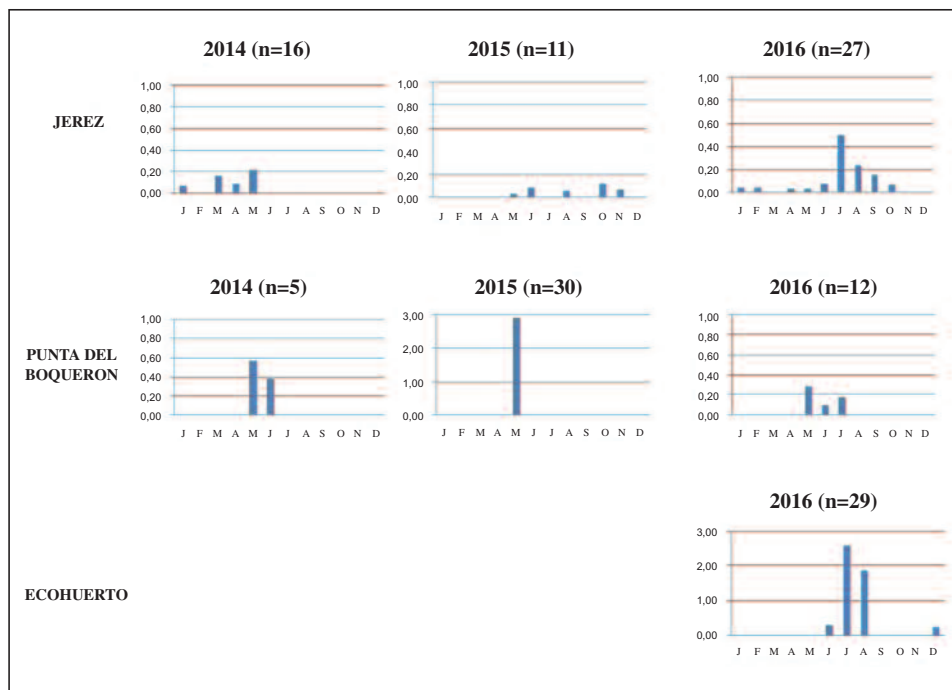 2014 (n=16)
2015 (n=11)
2016 (n=27)
JEREZ
1,00
0,80
0,60
0,40
0,20
0,00
J F M A M J J A S O N D
1,00
0,80
0,60
0,40
0,20
0,00
J F M A M J J A S O N D
1,00
0,80
0,60
0,40
0,20
0,00
J F M A M J J A S O N D
2014 (n=5)
2015 (n=30)
2016 (n=12)
PUNTA DEL
BOQUERON
1,00
0,80
0,60
0,40
0,20
0,00
J F M A M J J A S O N D
3,00
2,00
1,00
0,00
J F M A M J J A S O N D
1,00
0,80
0,60
0,40
0,20
0,00
J F M A M J J A S O N D
2016 (n=29)
ECOHUERTO
3,00
2,00
1,00
0,00
J F M A M J J A S O N D